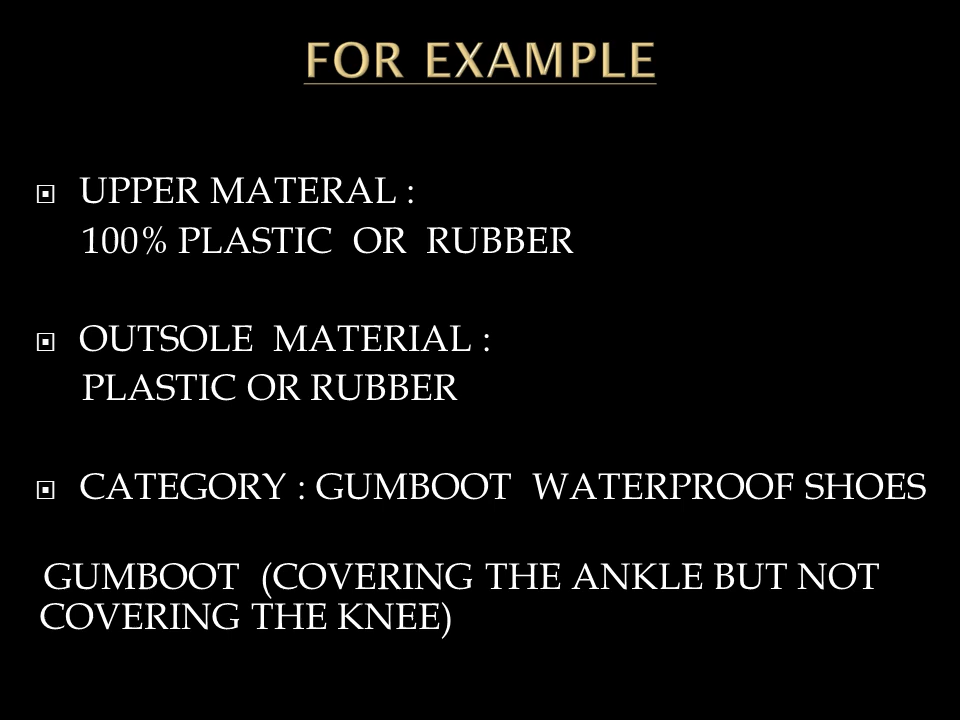 FOR EXAMPLE
UPPER MATERAL :
100% PLASTIC OR RUBBER
OUTSOLE MATERIAL :
PLASTIC OR RUBBER
CATEGORY : GUMBOOT WATERPROOF SHOES
GUMBOOT (COVERING THE ANKLE BUT NOT
COVERING THE KNEE)